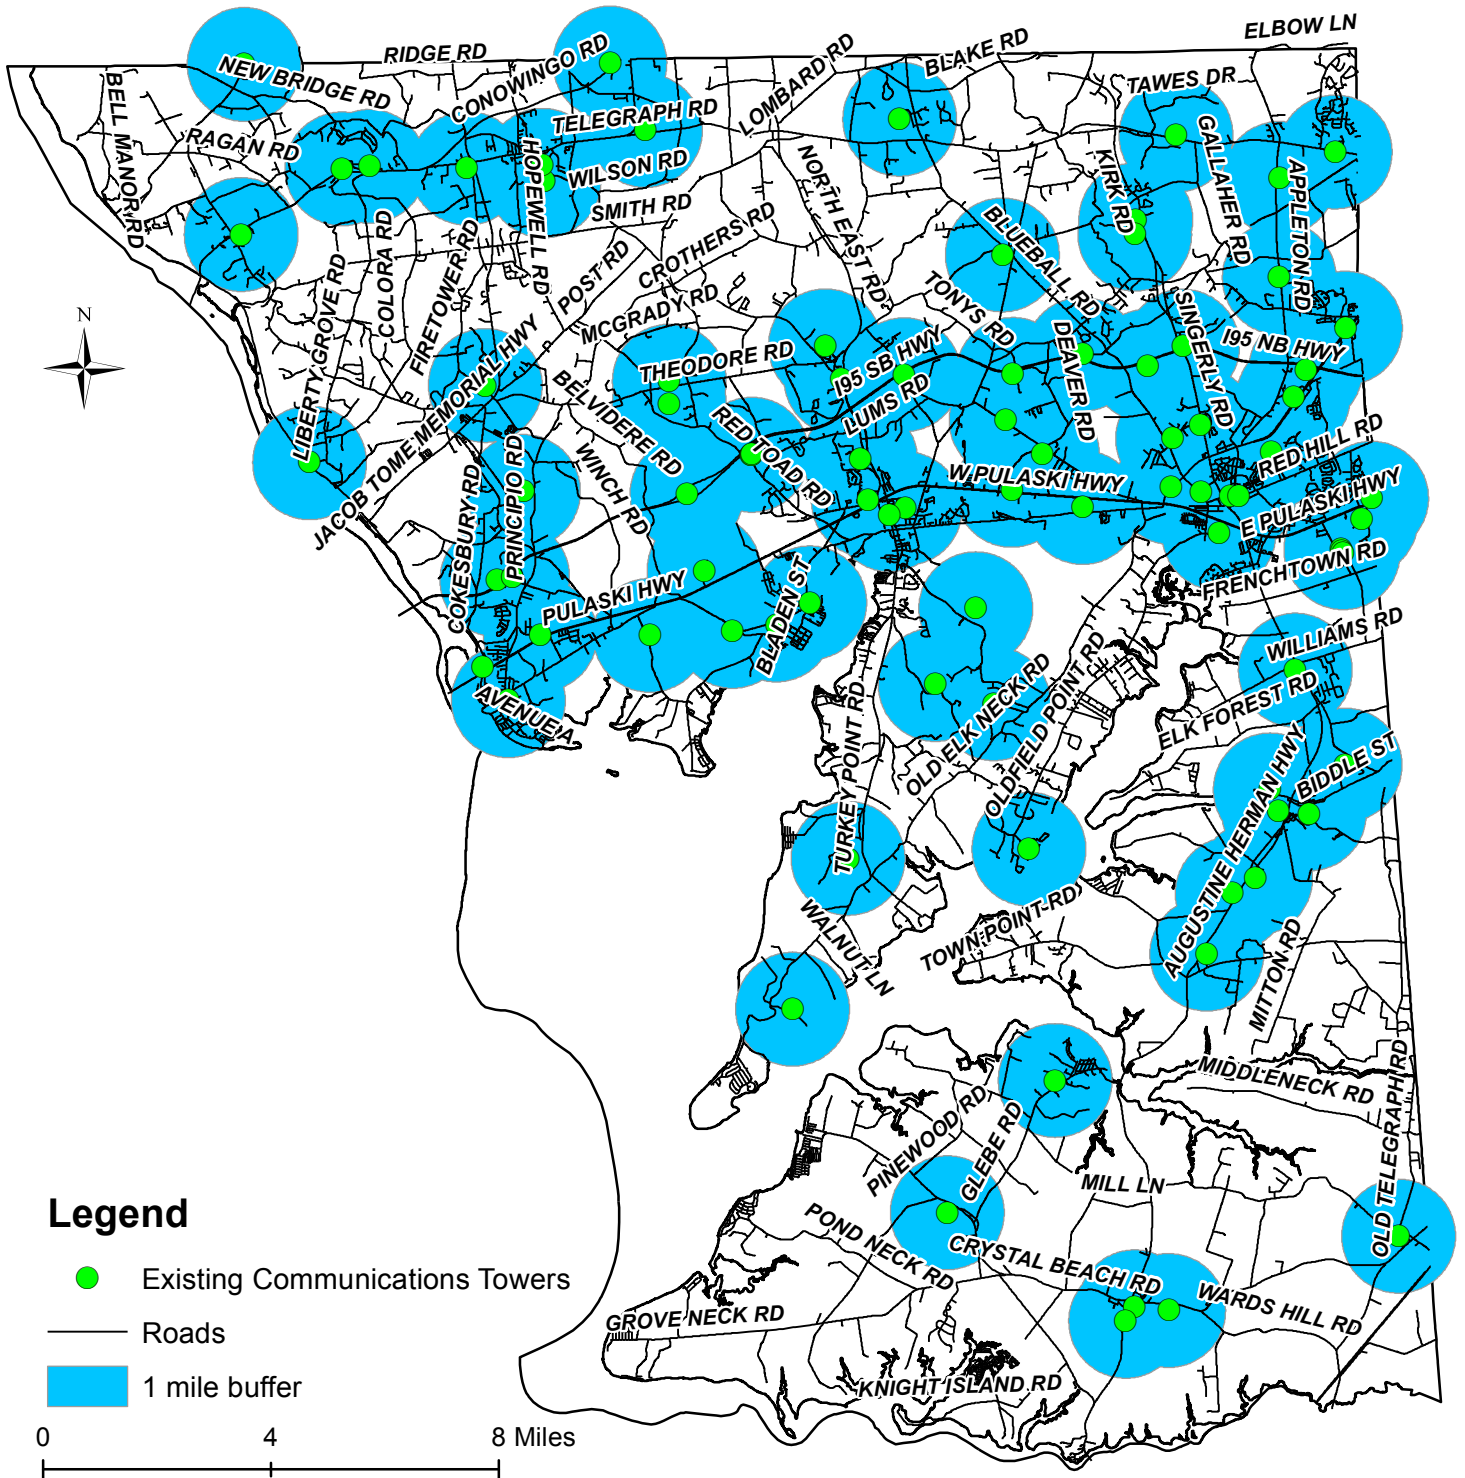 ELBOW LN
RIDGE RD
CONOWINGO RD
LOMBARD RD
BLAKE RD
NEW BRIDGE RD
TAWES DR
BELL MANOR RD
TELEGRAPH RD
RAGAN RD
HOPEWELL RD
WILSON RD
NORTH EAST RD
KIRK RD
GALLAHER RD
APPLETON RD
SMITH RD
COLORA RD
FIRETOWER RD
POST RD
CROTHERS RD
BLUEBALL RD
LIBERTY GROVE RD
MCGRADY RD
TONYS RD
SINGERLY RD
N
JACOB TOME MEMORIAL HWY
THEODORE RD
I95 SB HWY
DEAVER RD
I95 NB HWY
BELVIDERE RD
LUMS RD
RED TOAD RD
WINCH RD
PRINCIPIO RD
COKESBURY RD
W PULASKI HWY
RED HILL RD
E PULASKI HWY
FRENCHTOWN RD
PULASKI HWY
BLADEN ST
WILLIAMS RD
AVENUE A
TURKEY POINT RD
OLD ELK NECK RD
OLDFIELD POINT RD
ELK FOREST RD
AUGUSTINE HERMAN HWY
BIDDLE ST
WALNUT LN
TOWN POINT RD
MITTON RD
MIDDLENECK RD
PINEWOOD RD
GLEBE RD
OLD TELEGRAPH RD
MILL LN
POND NECK RD
CRYSTAL BEACH RD
WARDS HILL RD
GROVE NECK RD
KNIGHT ISLAND RD
Legend
Existing Communications Towers
Roads
1 mile buffer
0 4 8 Miles